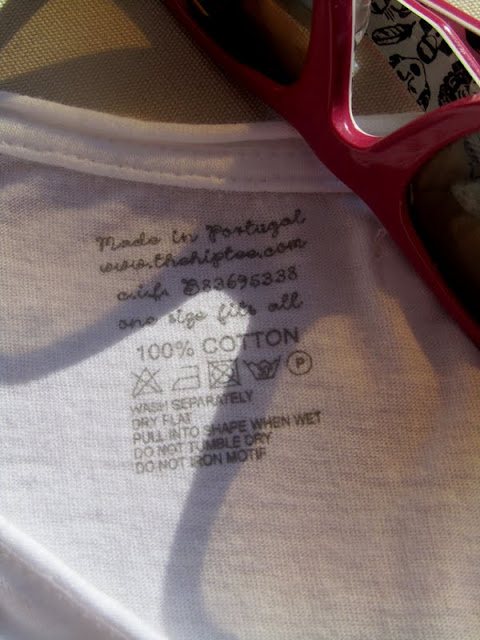 Made in Portugal
www.thehiptee.com
c.i.f. B83695338
one size fits all
100% COTTON
P
WASH SEPARATELY
DRY FLAT
PULL INTO SHAPE WHEN WET
DO NOT TUMBLE DRY
DO NOT IRON MOTIF